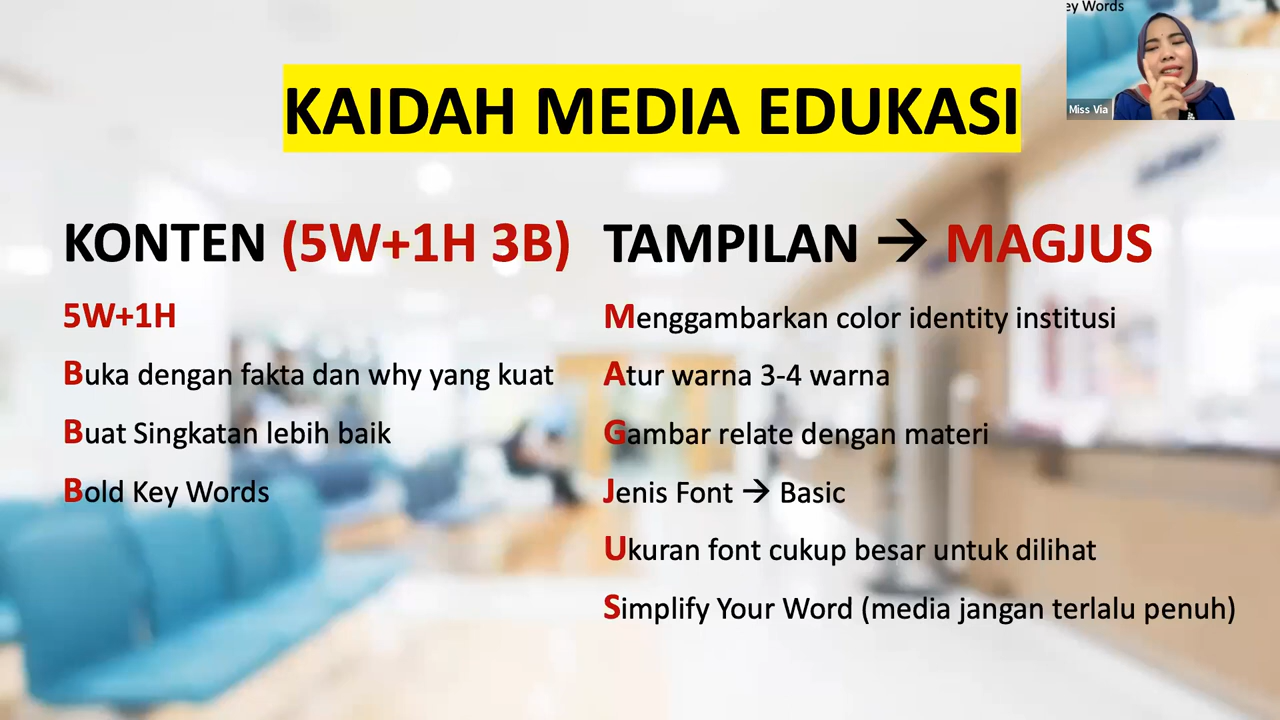 ey Words
Miss Via
KAIDAH MEDIA EDUKASI
KONTEN (5W+1H 3B)
5W+1H
Buka dengan fakta dan why yang kuat
Buat Singkatan lebih baik
Bold Key Words
TAMPILAN → MAGJUS
Menggambarkan color identity institusi
Atur warna 3-4 warna
Gambar relate dengan materi
Jenis Font → Basic
Ukuran font cukup besar untuk dilihat
Simplify Your Word (media jangan terlalu penuh)